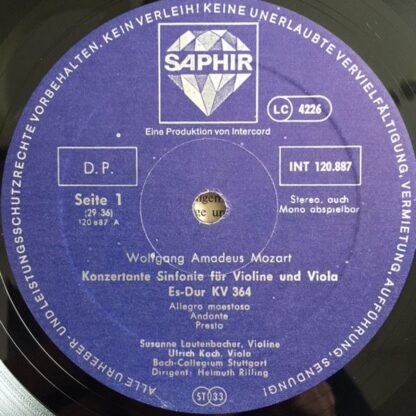 ALLE URHEBER- UND LEISTUNGSSCHUTZRECHTE VORBEHALTEN. KEIN VERLEIH! KEINE UNERLAUBTE VERVIELFÄLTIGUNG, AUFFÜHRUNG, SENDUNG!
SAPHIR
LC 4226
Eine Produktion von Intercord
D.P.
INT 120.887
Seite 1
(29'36)
120 887 A
Stereo, auch
Mono abspielbar
Wolfgang Amadeus Mozart
Konzertante Sinfonie für Violine und Viola
Es-Dur KV 364
Allegro maestoso
Andante
Presto
Susanne Lautenbacher, Violine
Ulrich Koch, Viola
Bach-Collegium Stuttgart
Dirigent: Helmuth Rilling
ST 33